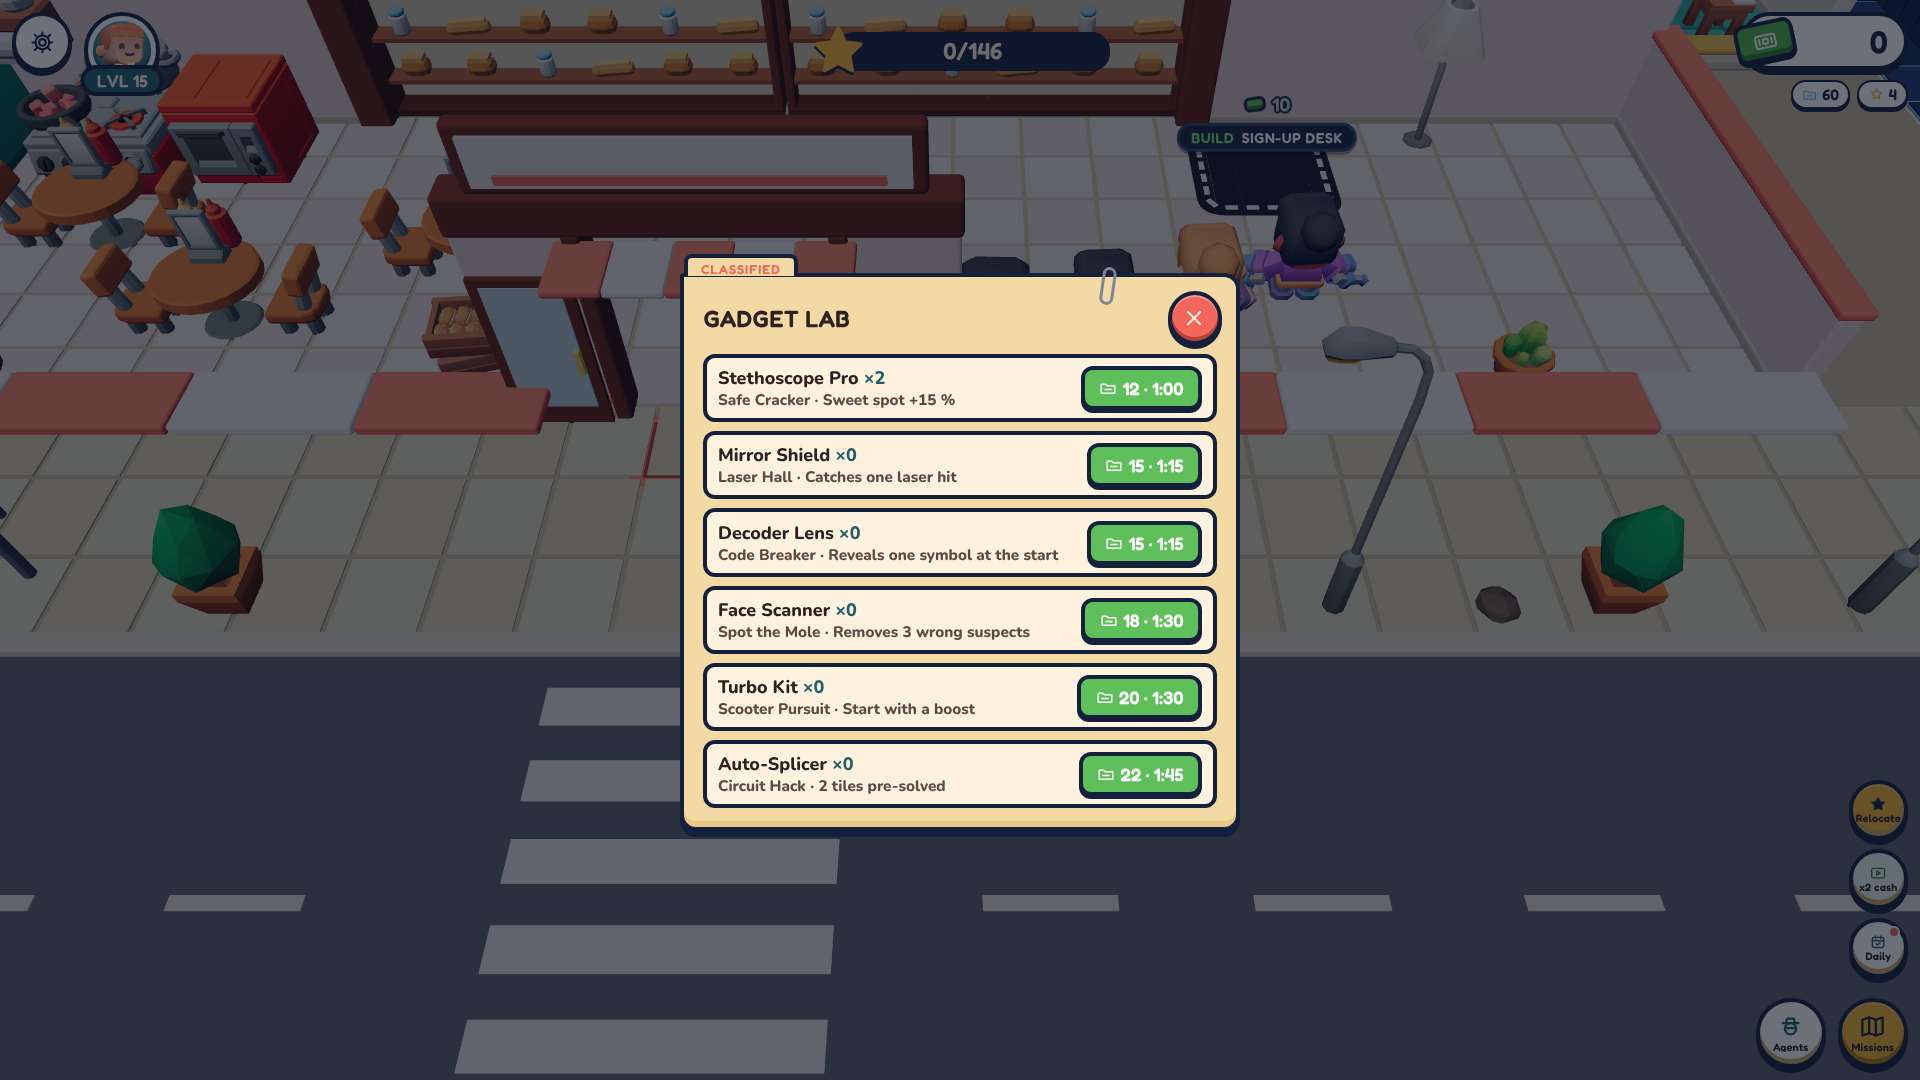 LVL 15
0/146
0
60
4
10
BUILD SIGN-UP DESK
CLASSIFIED
GADGET LAB
Stethoscope Pro ×2
Safe Cracker · Sweet spot +15 %
12 · 1:00
Mirror Shield ×0
Laser Hall · Catches one laser hit
15 · 1:15
Decoder Lens ×0
Code Breaker · Reveals one symbol at the start
15 · 1:15
Face Scanner ×0
Spot the Mole · Removes 3 wrong suspects
18 · 1:30
Turbo Kit ×0
Scooter Pursuit · Start with a boost
20 · 1:30
Auto-Splicer ×0
Circuit Hack · 2 tiles pre-solved
22 · 1:45
Relocate
x2 cash
Daily
Agents
Missions